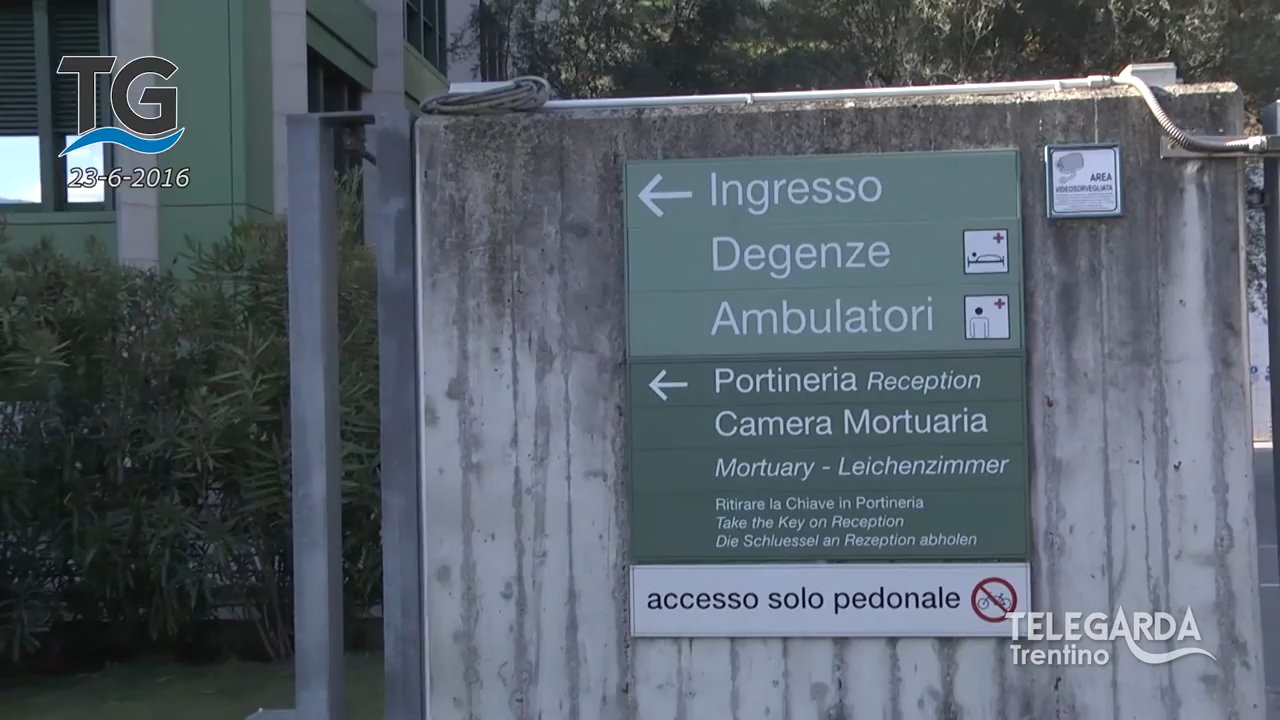 TG
23-6-2016
Ingresso
Degenze
Ambulatori
Portineria Reception
Camera Mortuaria
Mortuary - Leichenzimmer
Ritirare la Chiave in Portineria
Take the Key on Reception
Die Schluessel an Rezeption abholen
accesso solo pedonale
AREA
VIDEOSORVEGLIATA
TELEGARDA
Trentino